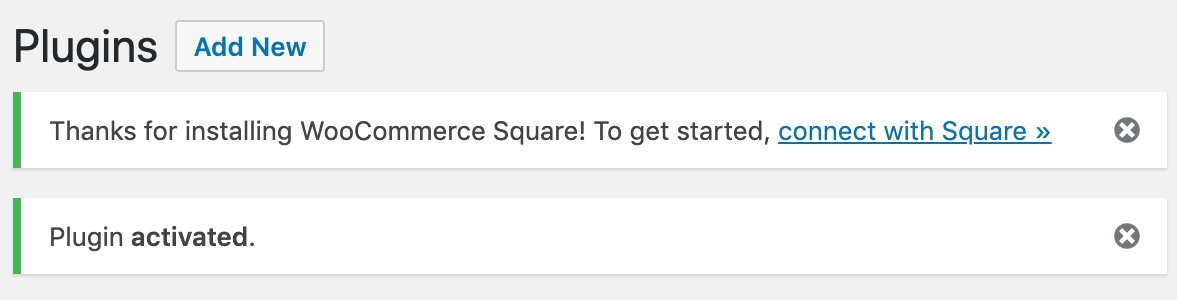 Plugins Add New
Thanks for installing WooCommerce Square! To get started, connect with Square »
Plugin activated.